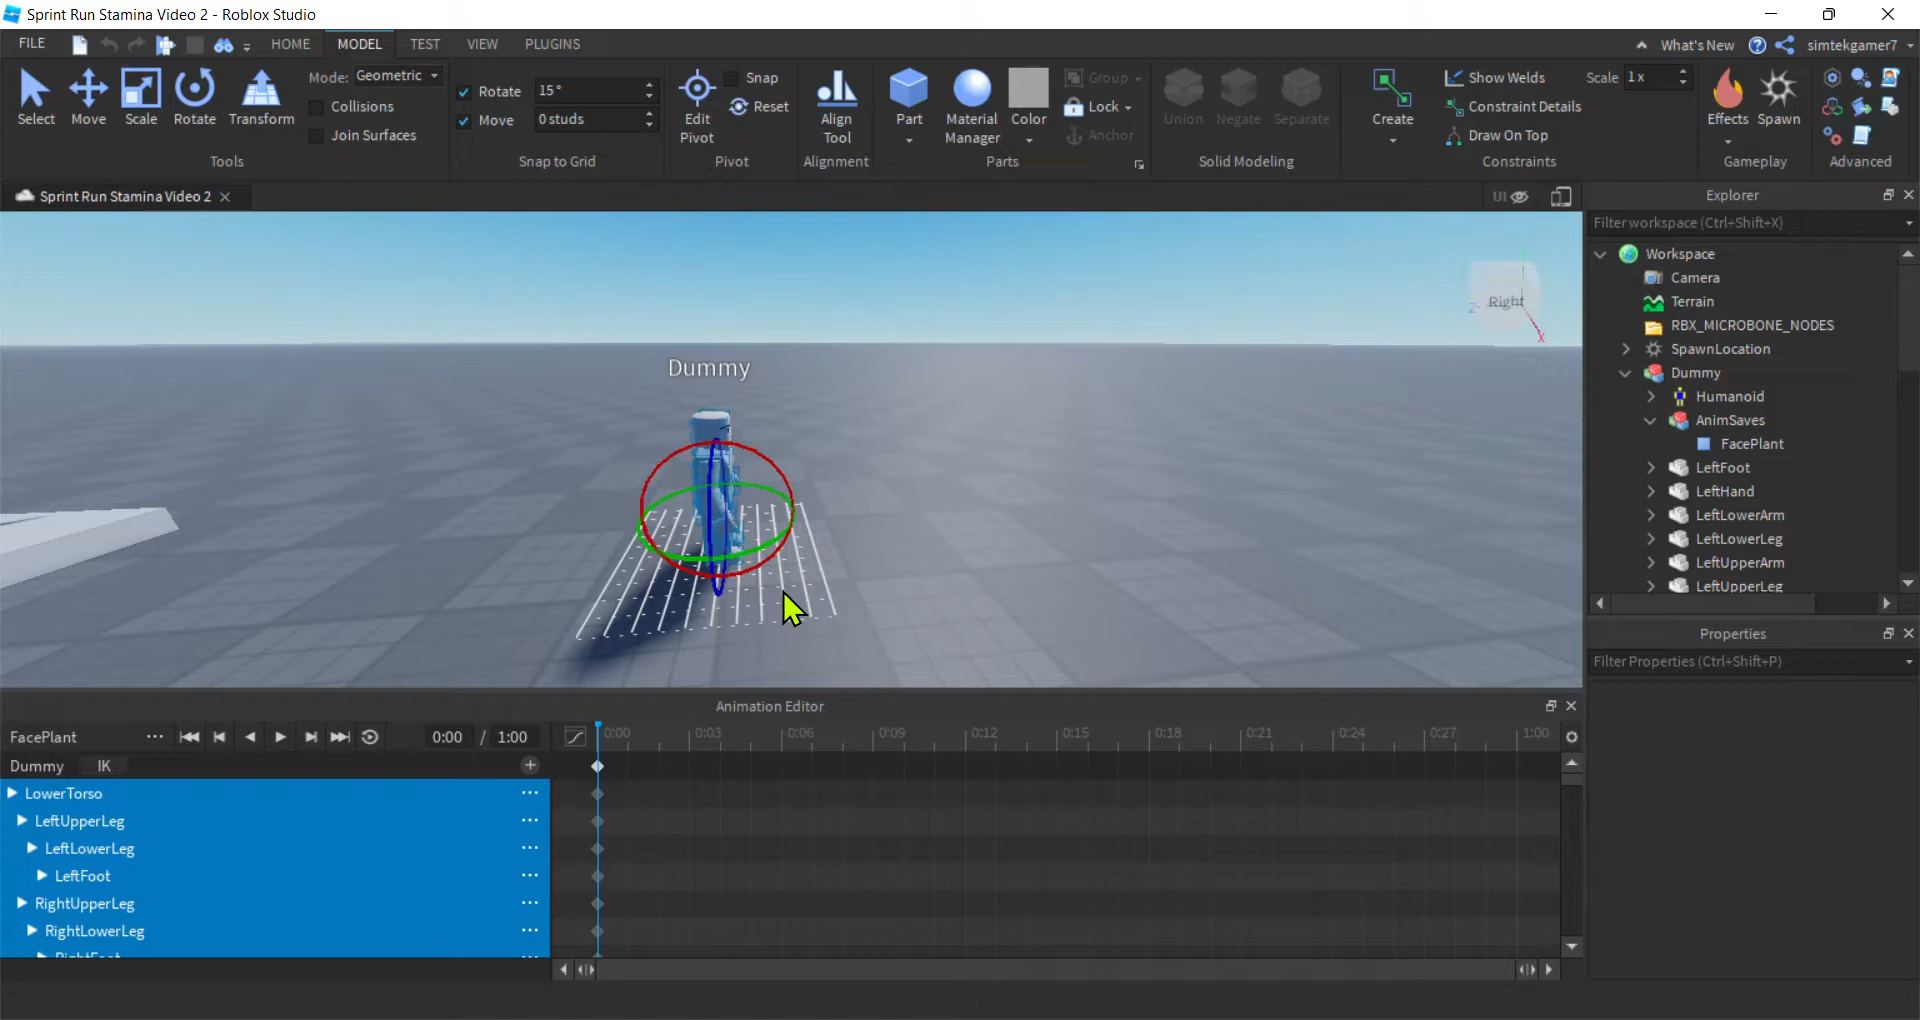 Sprint Run Stamina Video 2 - Roblox Studio
FILE HOME MODEL TEST VIEW PLUGINS What's New simtekgamer7
Select Move Scale Rotate Transform
Mode: Geometric
Collisions
Join Surfaces
Tools
Rotate 15°
Move 0 studs
Snap to Grid
Edit Pivot
Snap
Reset
Pivot
Align Tool
Alignment
Part
Material Manager
Color
Group
Lock
Anchor
Parts
Union Negate Separate
Solid Modeling
Create
Show Welds
Constraint Details
Draw On Top
Scale 1x
Constraints
Effects Spawn
Gameplay
Advanced
Sprint Run Stamina Video 2
UI
Explorer
Filter workspace (Ctrl+Shift+X)
Workspace
Camera
Terrain
RBX_MICROBONE_NODES
SpawnLocation
Dummy
Humanoid
AnimSaves
FacePlant
LeftFoot
LeftHand
LeftLowerArm
LeftLowerLeg
LeftUpperArm
LeftUpperLeg
Right
Z-
X
Dummy
Properties
Filter Properties (Ctrl+Shift+P)
Animation Editor
FacePlant 0:00 / 1:00
0:00 0:03 0:06 0:09 0:12 0:15 0:18 0:21 0:24 0:27 1:00
Dummy IK
LowerTorso
LeftUpperLeg
LeftLowerLeg
LeftFoot
RightUpperLeg
RightLowerLeg
RightFoot